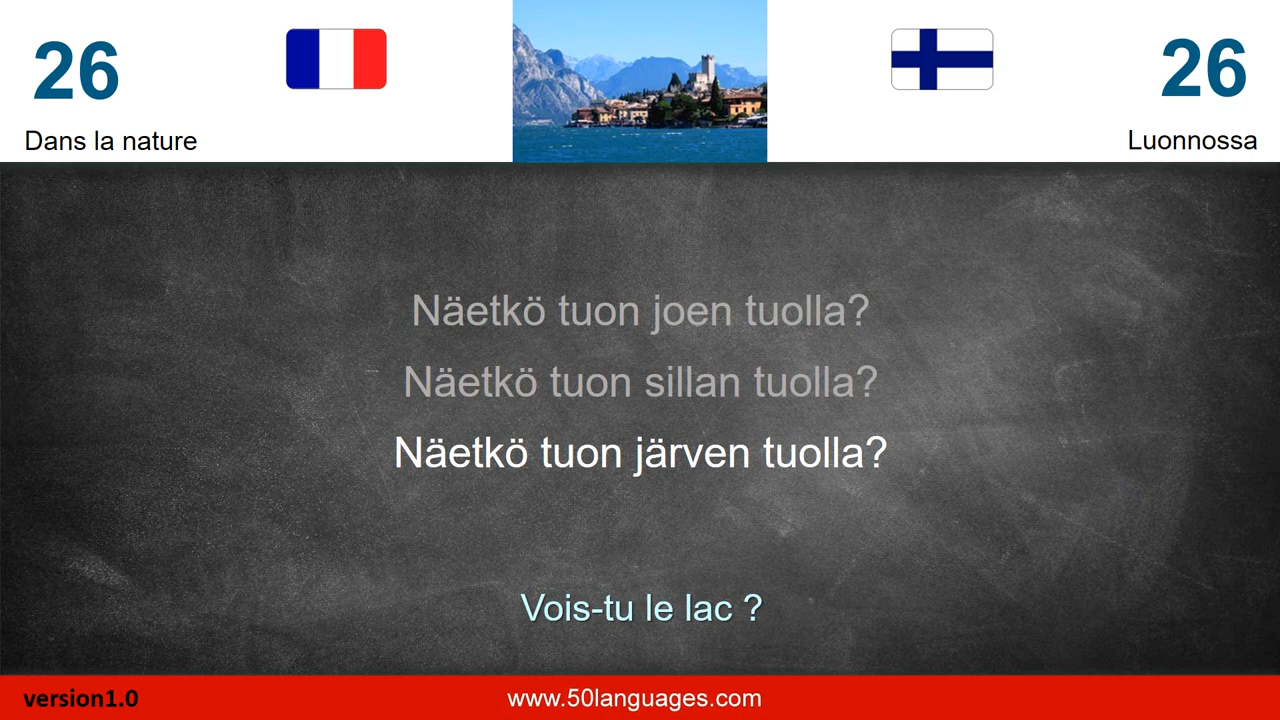 26
Dans la nature
26
Luonnossa
Näetkö tuon joen tuolla?
Näetkö tuon sillan tuolla?
Näetkö tuon järven tuolla?
Vois-tu le lac ?
version1.0
www.50languages.com